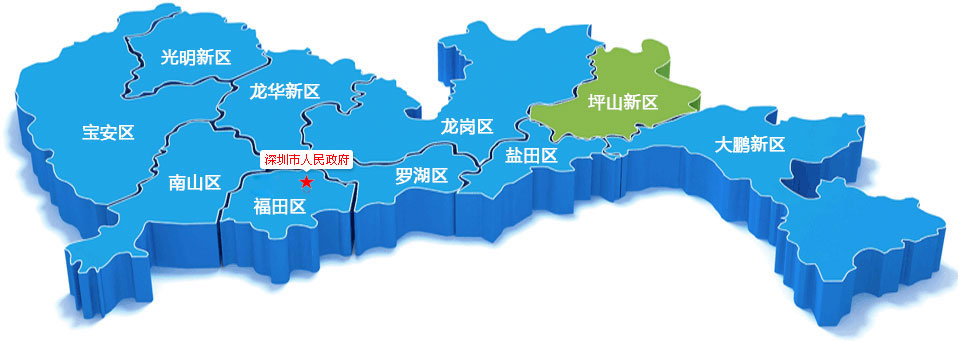 光明新区
龙华新区
坪山新区
宝安区
龙岗区
大鹏新区
盐田区
深圳市人民政府
罗湖区
南山区
福田区